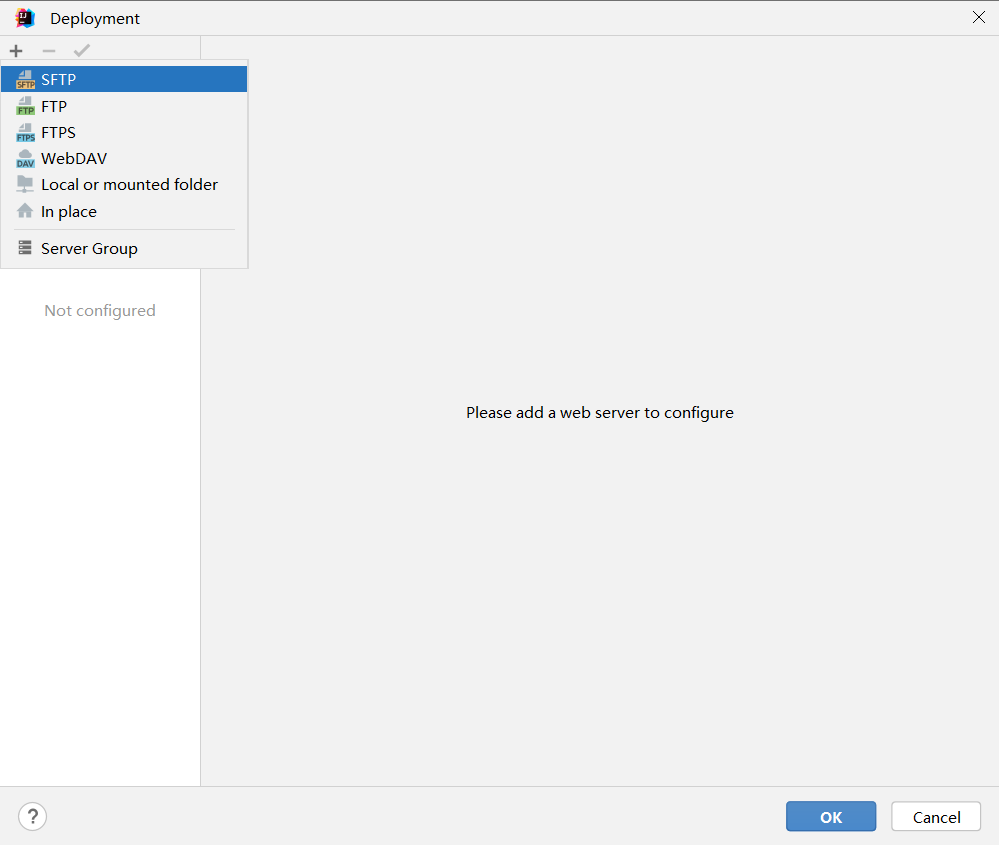 Deployment
SFTP
SFTP
FTP
FTP
FTPS
FTPS
DAV
WebDAV
Local or mounted folder
In place
Server Group
Not configured
Please add a web server to configure
?
OK
Cancel